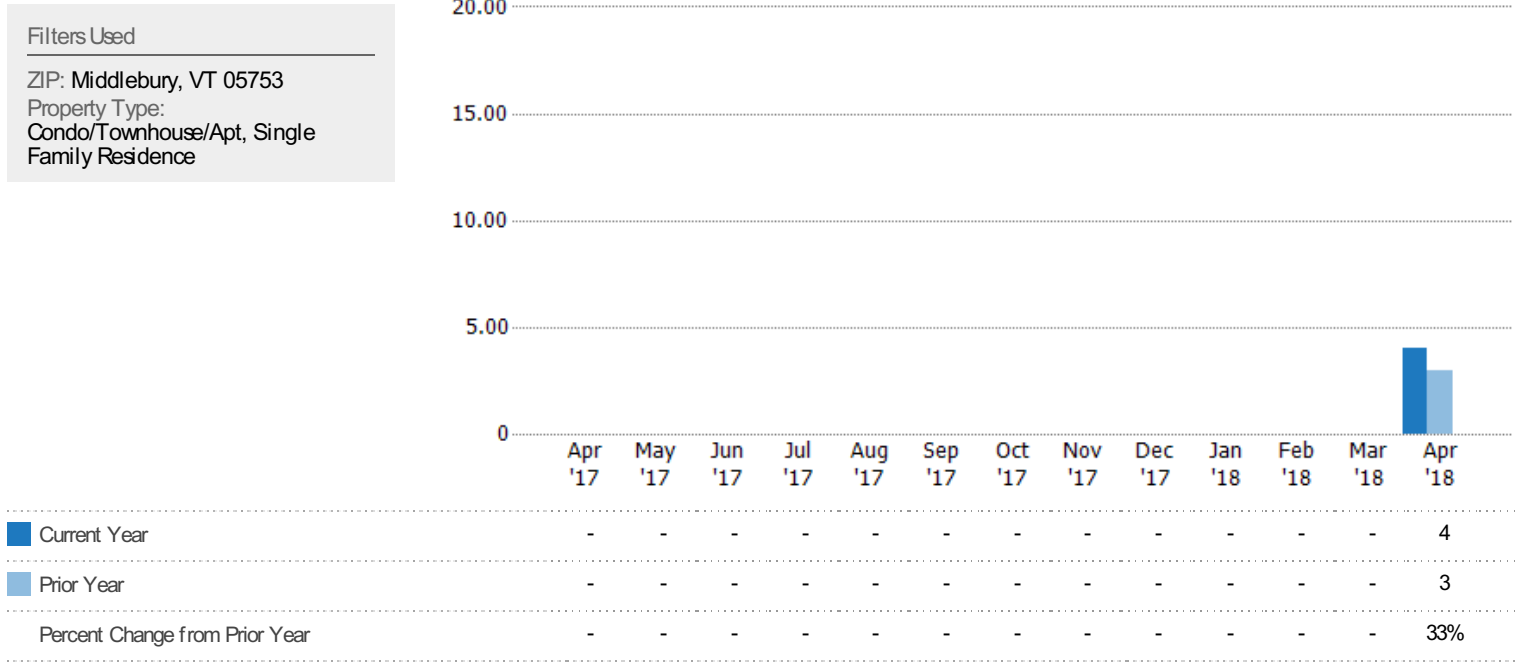 Filters Used
ZIP: Middlebury, VT 05753
Property Type:
Condo/Townhouse/Apt, Single
Family Residence
20.00
15.00
10.00
5.00
0
Apr May Jun Jul Aug Sep Oct Nov Dec Jan Feb Mar Apr
'17 '17 '17 '17 '17 '17 '17 '17 '17 '18 '18 '18 '18
Current Year - - - - - - - - - - - - 4
Prior Year - - - - - - - - - - - - 3
Percent Change from Prior Year - - - - - - - - - - - - 33%